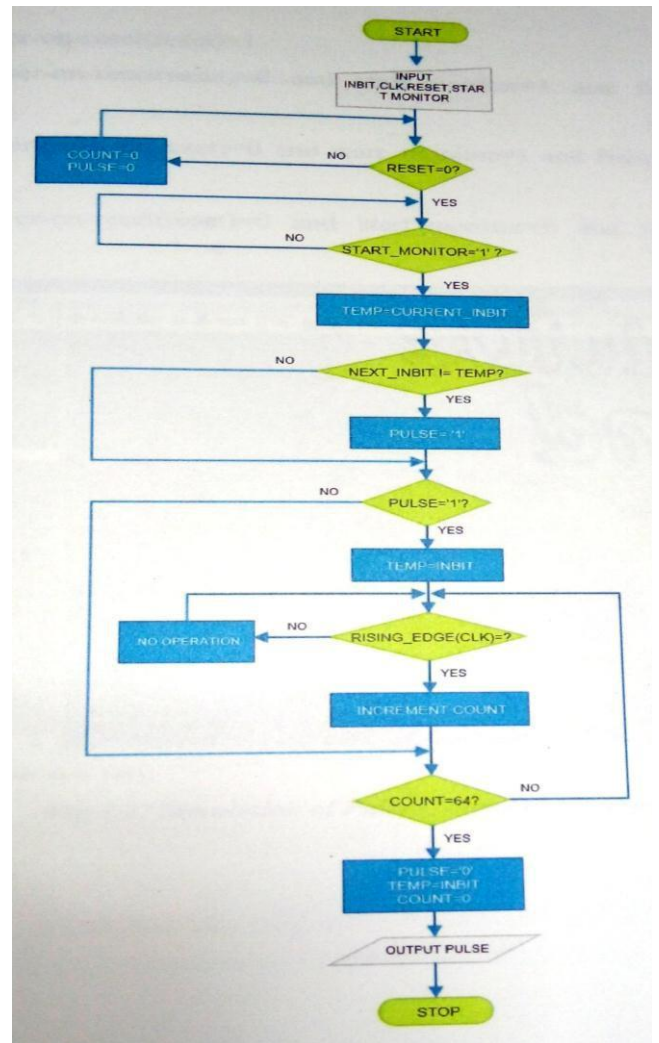 START
INPUT
INBIT,CLK,RESET,STAR
T MONITOR
COUNT=0
PULSE=0
NO
RESET=0?
YES
NO
START_MONITOR='1' ?
YES
TEMP=CURRENT_INBIT
NO
NEXT_INBIT != TEMP?
YES
PULSE='1'
NO
PULSE='1'?
YES
TEMP=INBIT
NO OPERATION
NO
RISING_EDGE(CLK)=?
YES
INCREMENT COUNT
COUNT=64?
NO
YES
PULSE='0'
TEMP=INBIT
COUNT=0
OUTPUT PULSE
STOP